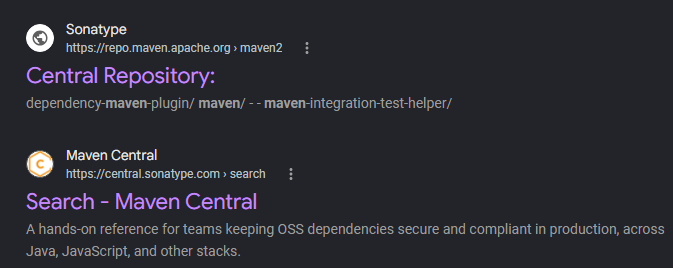 Sonatype
https://repo.maven.apache.org › maven2
Central Repository:
dependency-maven-plugin/ maven/ - - maven-integration-test-helper/
Maven Central
https://central.sonatype.com › search
Search - Maven Central
A hands-on reference for teams keeping OSS dependencies secure and compliant in production, across
Java, JavaScript, and other stacks.